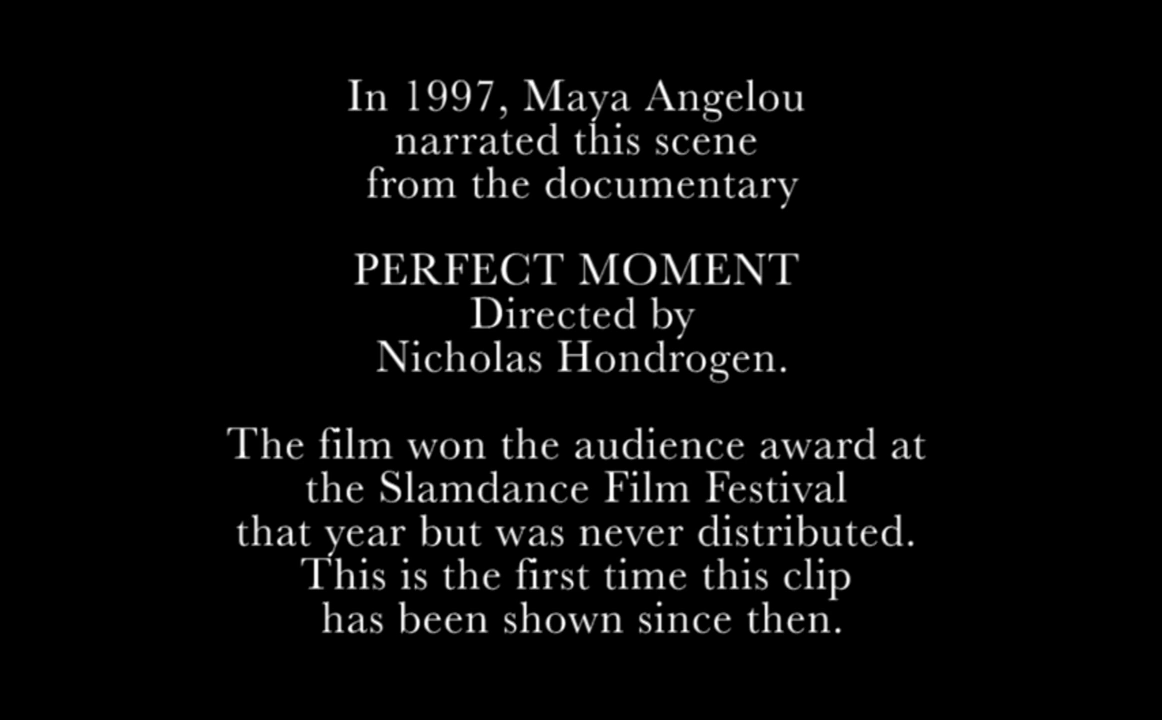 In 1997, Maya Angelou
narrated this scene
from the documentary
PERFECT MOMENT
Directed by
Nicholas Hondrogen.
The film won the audience award at
the Slamdance Film Festival
that year but was never distributed.
This is the first time this clip
has been shown since then.